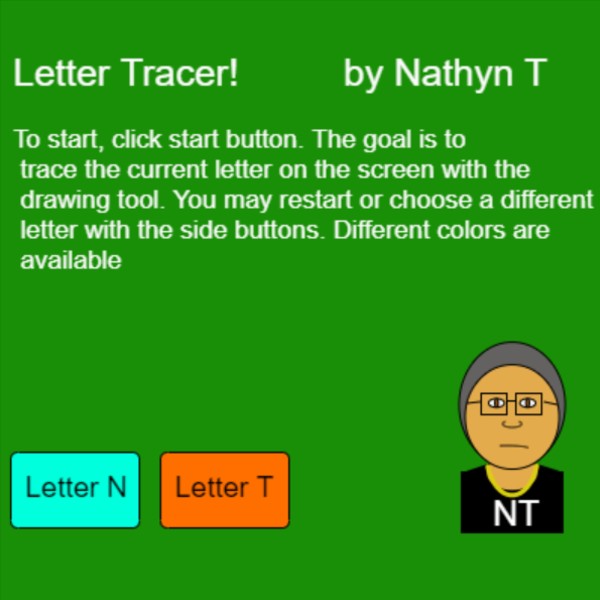 Letter Tracer! by Nathyn T
To start, click start button. The goal is to
trace the current letter on the screen with the
drawing tool. You may restart or choose a different
letter with the side buttons. Different colors are
available
Letter N Letter T
NT